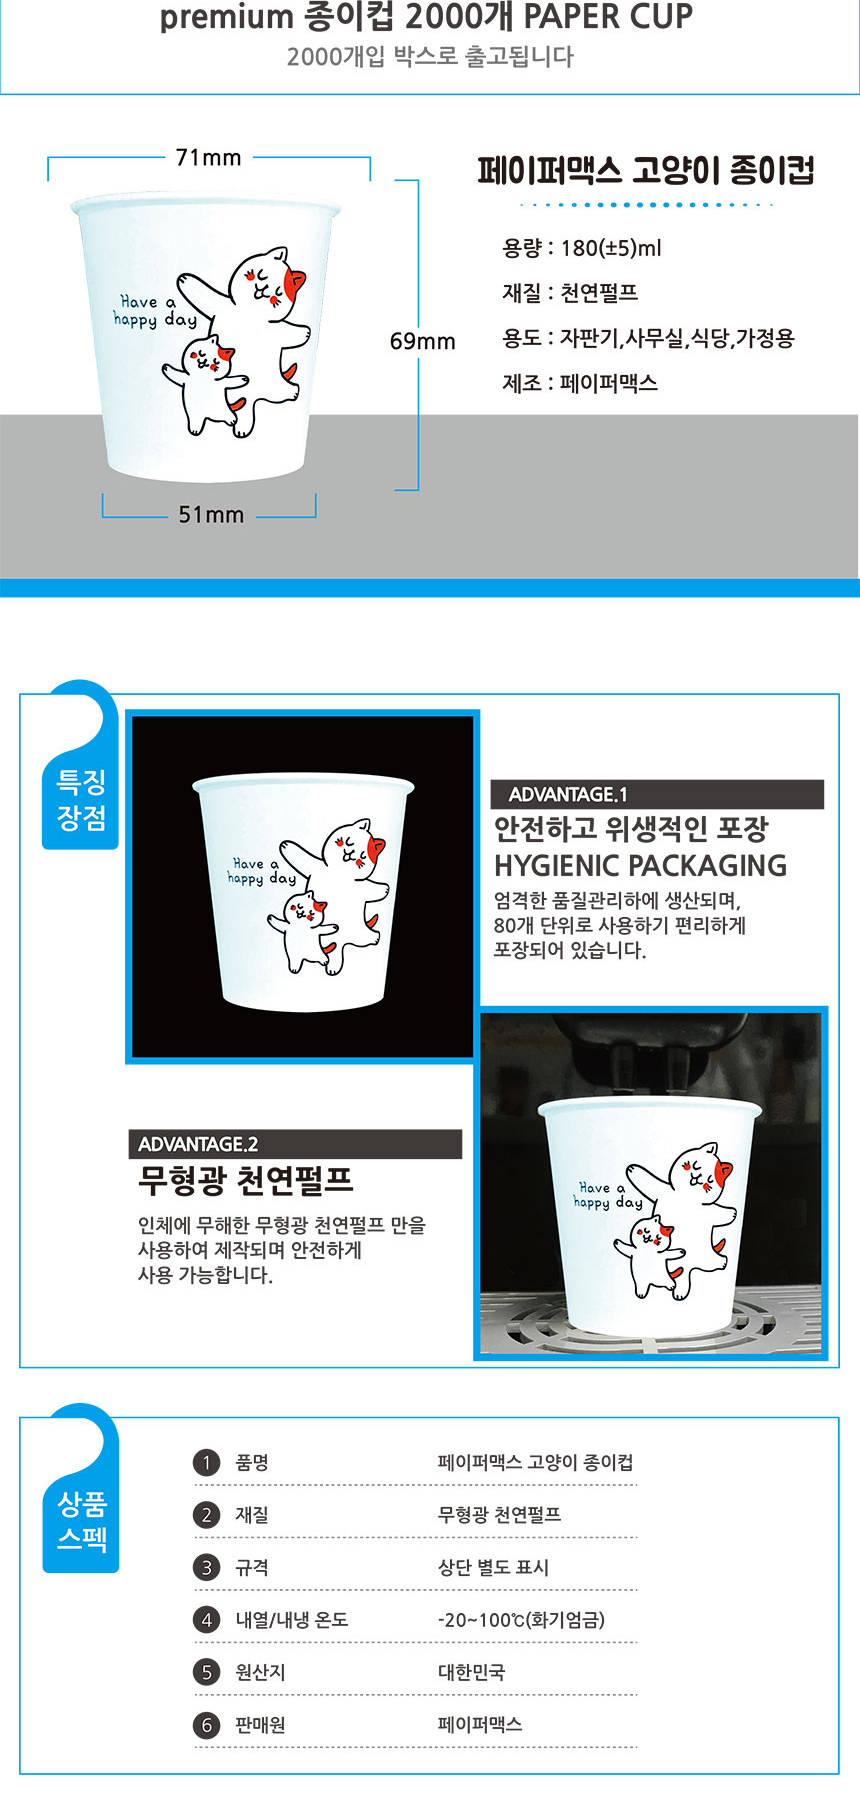 premium 종이컵 2000개 PAPER CUP
2000개입 박스로 출고됩니다
71mm
69mm
51mm
Have a
happy day
페이퍼맥스 고양이 종이컵
용량 : 180(±5)ml
재질 : 천연펄프
용도 : 자판기,사무실,식당,가정용
제조 : 페이퍼맥스
특징
장점
Have a
happy day
ADVANTAGE.1
안전하고 위생적인 포장
HYGIENIC PACKAGING
엄격한 품질관리하에 생산되며,
80개 단위로 사용하기 편리하게
포장되어 있습니다.
ADVANTAGE.2
무형광 천연펄프
인체에 무해한 무형광 천연펄프 만을
사용하여 제작되며 안전하게
사용 가능합니다.
Have a
happy day
상품
스펙
1 품명 페이퍼맥스 고양이 종이컵
2 재질 무형광 천연펄프
3 규격 상단 별도 표시
4 내열/내냉 온도 -20~100℃(화기엄금)
5 원산지 대한민국
6 판매원 페이퍼맥스